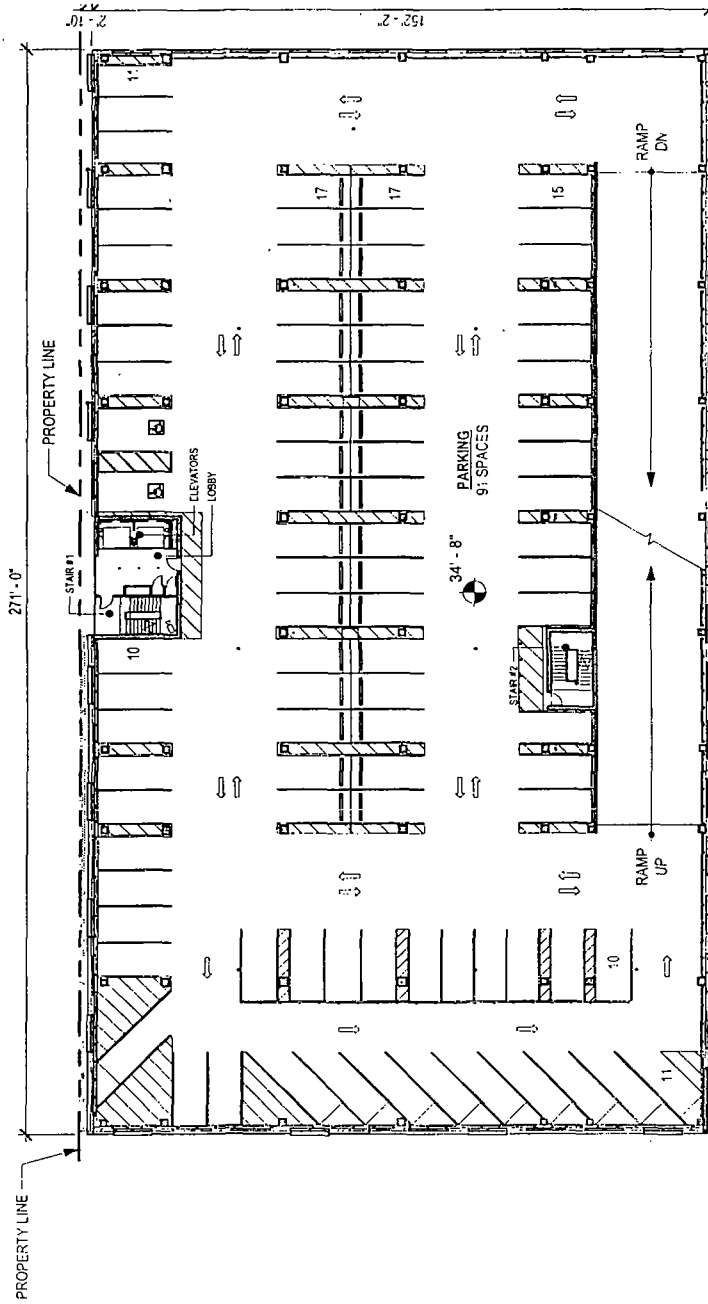 PROPERTY LINE
271' - 0"
PROPERTY LINE
2' - 10"
152' - 2"
STAIR #1
ELEVATORS
LOBBY
10
11
17
17
15
PARKING
91 SPACES
34' - 8"
STAIR #2
10
11
RAMP
UP
RAMP
DN